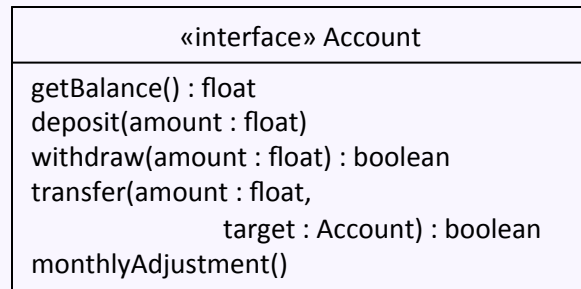 «interface» Account
getBalance() : float
deposit(amount : float)
withdraw(amount : float) : boolean
transfer(amount : float,
target : Account) : boolean
monthlyAdjustment()